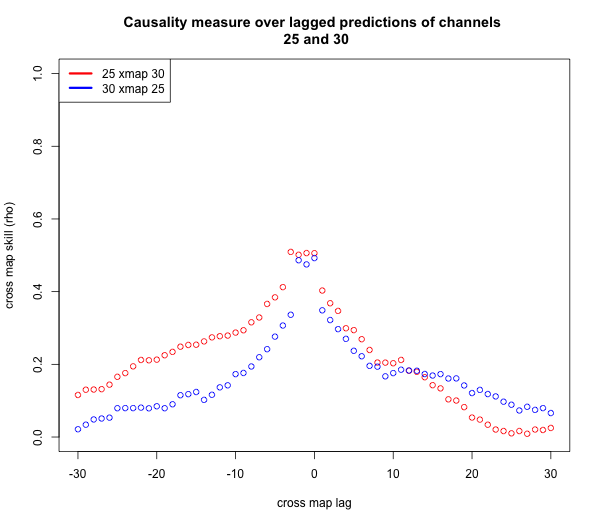 Causality measure over lagged predictions of channels
25 and 30
25 xmap 30
30 xmap 25
cross map skill (rho)
1.0
0.8
0.6
0.4
0.2
0.0
-30
-20
-10
0
10
20
30
cross map lag